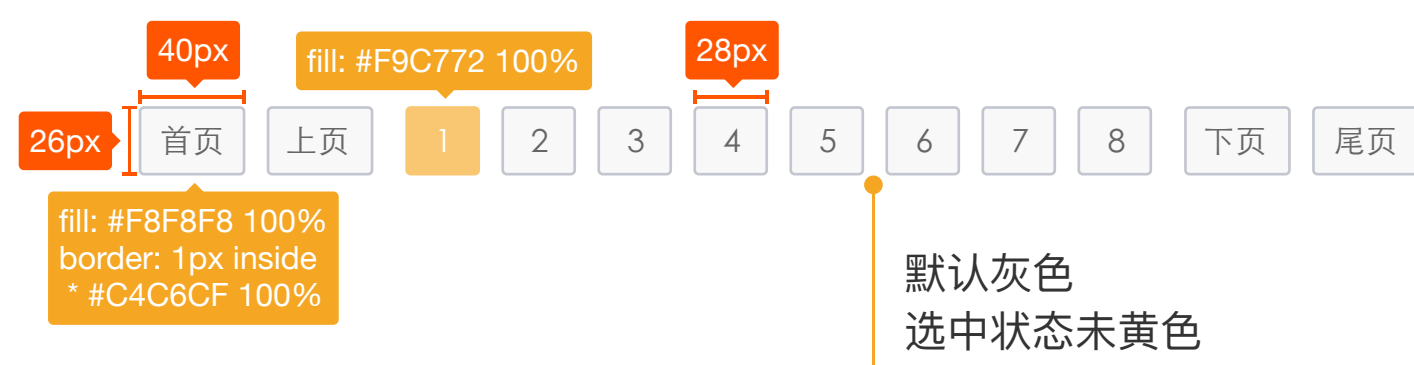 40px
fill: #F9C772 100%
28px
26px
首页 上页 1 2 3 4 5 6 7 8 下页 尾页
fill: #F8F8F8 100%
border: 1px inside
* #C4C6CF 100%
默认灰色
选中状态未黄色